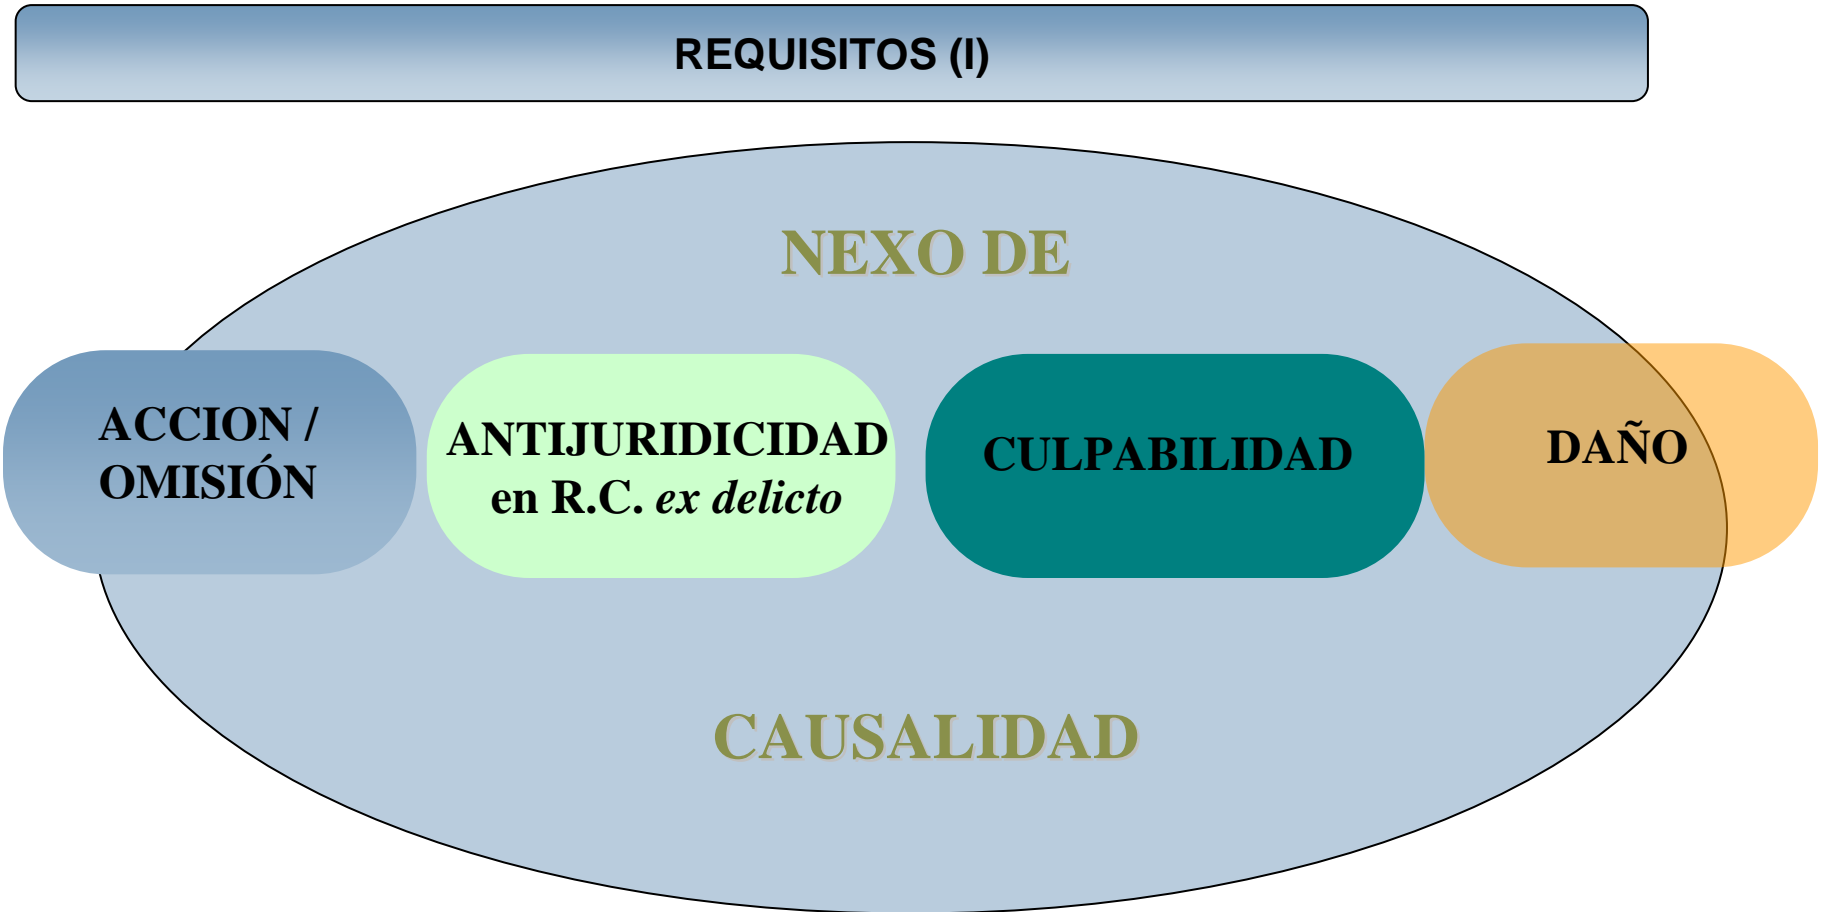 REQUISITOS (I)
NEXO DE
ACCION /
OMISIÓN
ANTIJURIDICIDAD
en R.C. ex delicto
CULPABILIDAD
DAÑO
CAUSALIDAD